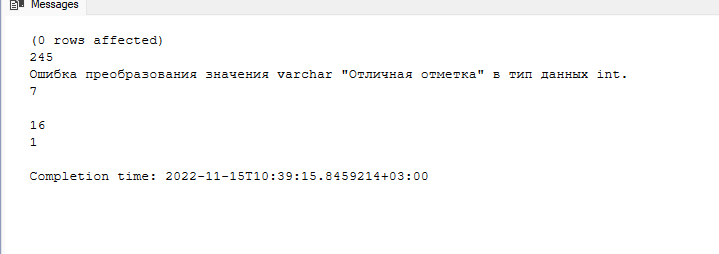 Messages
(0 rows affected)
245
Ошибка преобразования значения varchar "Отличная отметка" в тип данных int.
7
16
1
Completion time: 2022-11-15T10:39:15.8459214+03:00